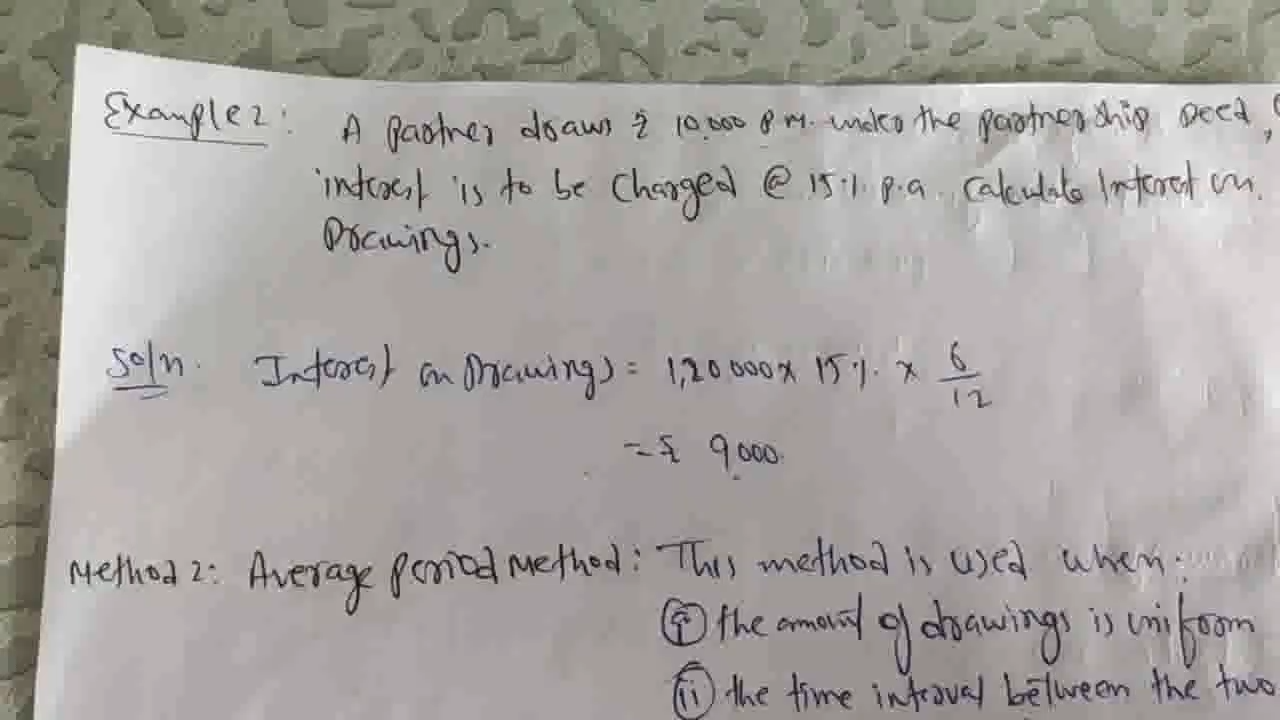 Example 2: A partner draws ₹ 10,000 P.M. under the partnership Deed,
interest is to be charged @ 15% p.a. Calculate Interest on
Drawings.
Soln. Interest on Drawings = 1,20,000 x 15% x 6/12
= ₹ 9,000.
Method 2: Average Period Method: This method is used when:
(i) the amount of drawings is uniform
(ii) the time interval between the two